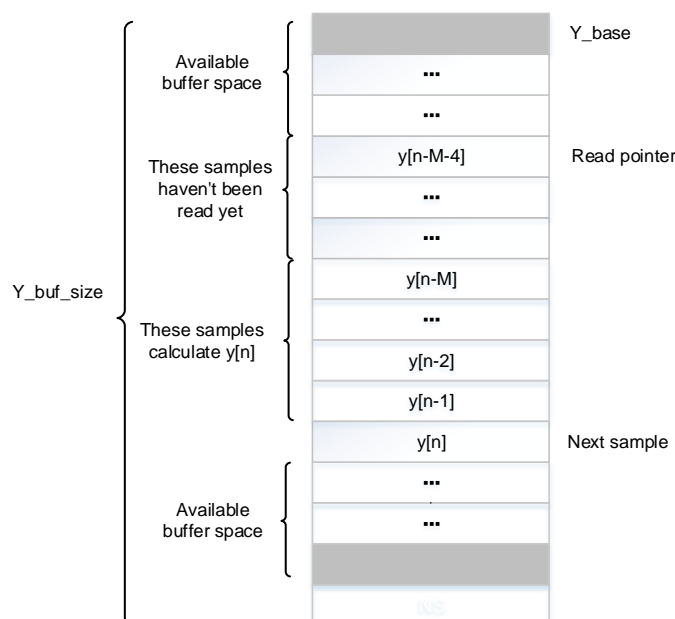 Y_base
Available
buffer space
...
...
y[n-M-4]
Read pointer
These samples
haven't been
read yet
...
...
Y_buf_size
y[n-M]
These samples
calculate y[n]
...
y[n-2]
y[n-1]
y[n]
Next sample
...
Available
buffer space
...